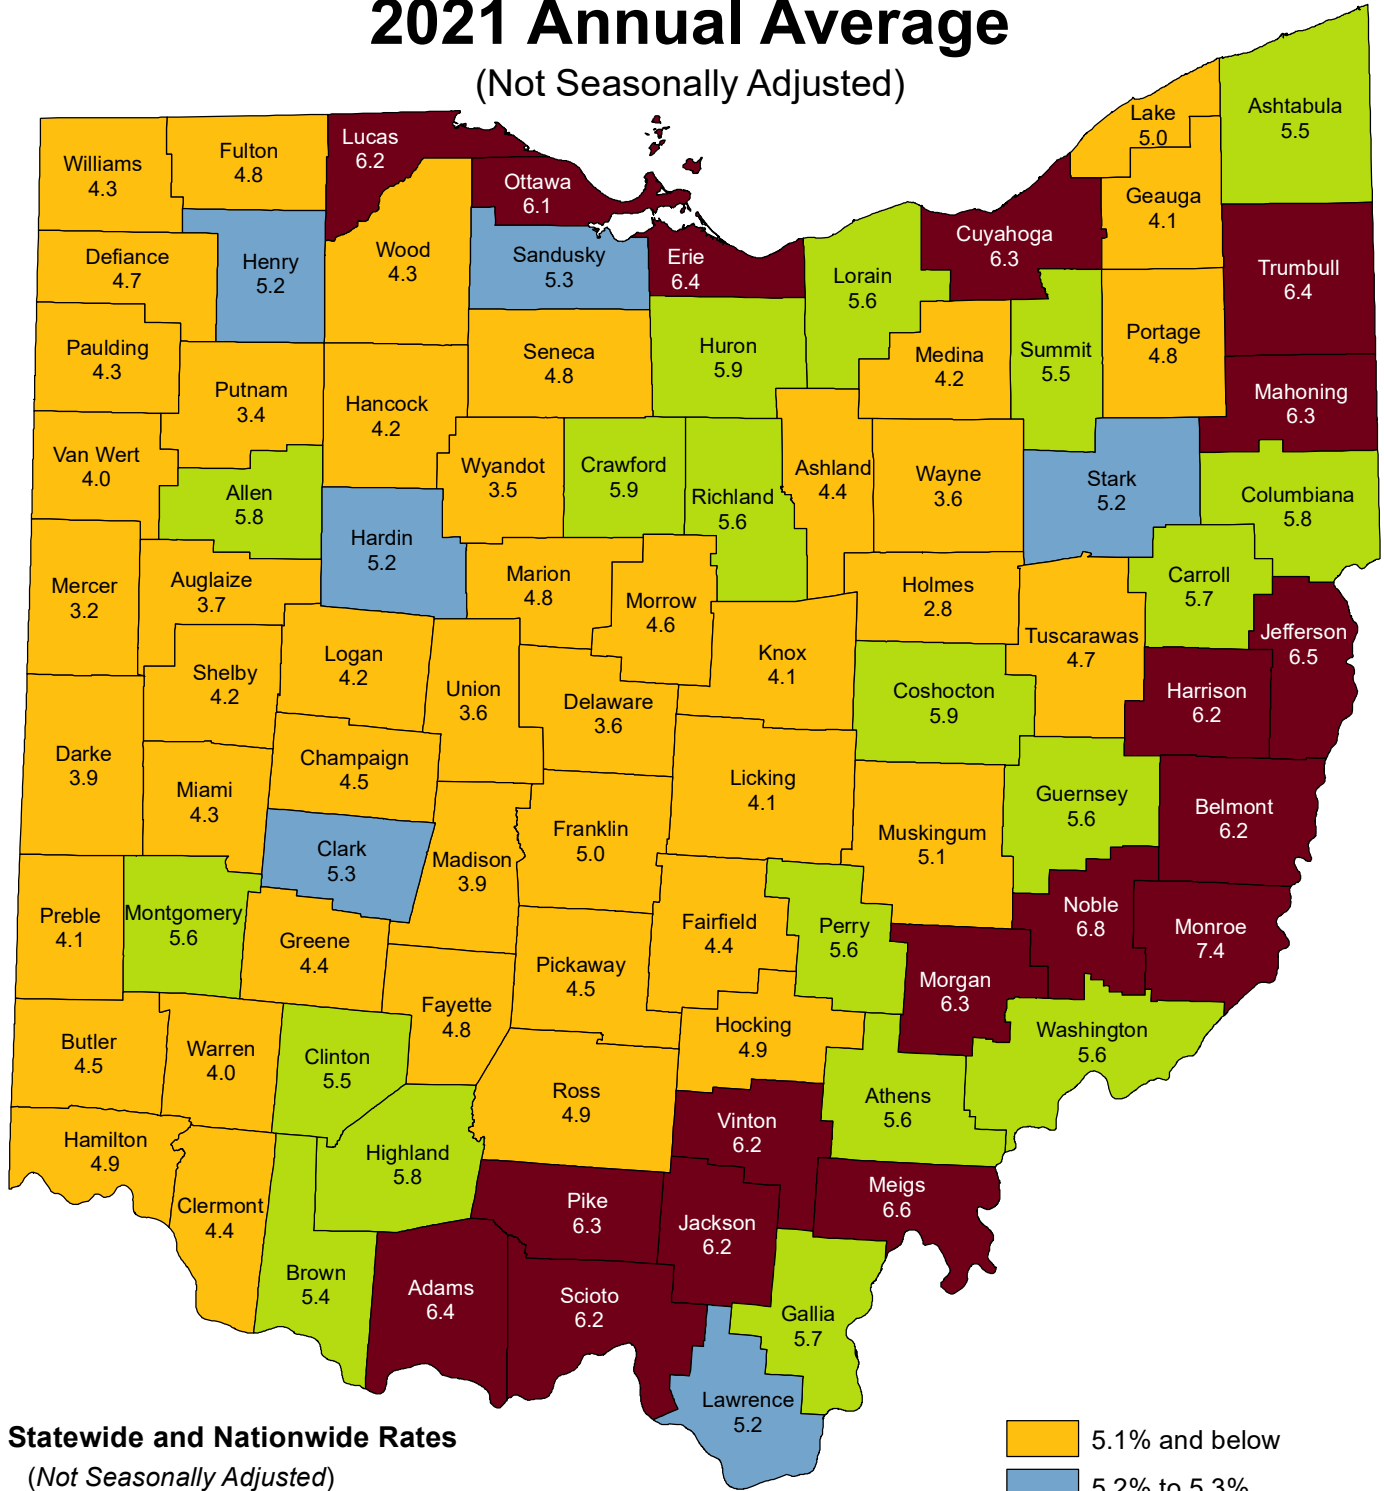 2021 Annual Average
(Not Seasonally Adjusted)
Lake
5.0
Ashtabula
5.5
Lucas
6.2
Fulton
4.8
Williams
4.3
Ottawa
6.1
Geauga
4.1
Cuyahoga
6.3
Wood
4.3
Defiance
4.7
Henry
5.2
Sandusky
5.3
Erie
6.4
Lorain
5.6
Trumbull
6.4
Paulding
4.3
Seneca
4.8
Huron
5.9
Medina
4.2
Summit
5.5
Portage
4.8
Putnam
3.4
Hancock
4.2
Mahoning
6.3
Van Wert
4.0
Wyandot
3.5
Crawford
5.9
Ashland
4.4
Wayne
3.6
Stark
5.2
Allen
5.8
Richland
5.6
Columbiana
5.8
Hardin
5.2
Mercer
3.2
Auglaize
3.7
Marion
4.8
Morrow
4.6
Holmes
2.8
Carroll
5.7
Tuscarawas
4.7
Jefferson
6.5
Shelby
4.2
Logan
4.2
Union
3.6
Delaware
3.6
Knox
4.1
Coshocton
5.9
Harrison
6.2
Darke
3.9
Champaign
4.5
Miami
4.3
Licking
4.1
Guernsey
5.6
Belmont
6.2
Clark
5.3
Madison
3.9
Franklin
5.0
Muskingum
5.1
Preble
4.1
Montgomery
5.6
Greene
4.4
Fairfield
4.4
Perry
5.6
Noble
6.8
Monroe
7.4
Pickaway
4.5
Morgan
6.3
Fayette
4.8
Hocking
4.9
Washington
5.6
Butler
4.5
Warren
4.0
Clinton
5.5
Ross
4.9
Athens
5.6
Vinton
6.2
Hamilton
4.9
Highland
5.8
Meigs
6.6
Clermont
4.4
Pike
6.3
Jackson
6.2
Brown
5.4
Adams
6.4
Scioto
6.2
Gallia
5.7
Lawrence
5.2
Statewide and Nationwide Rates
(Not Seasonally Adjusted)
5.1% and below
5.2% to 5.3%